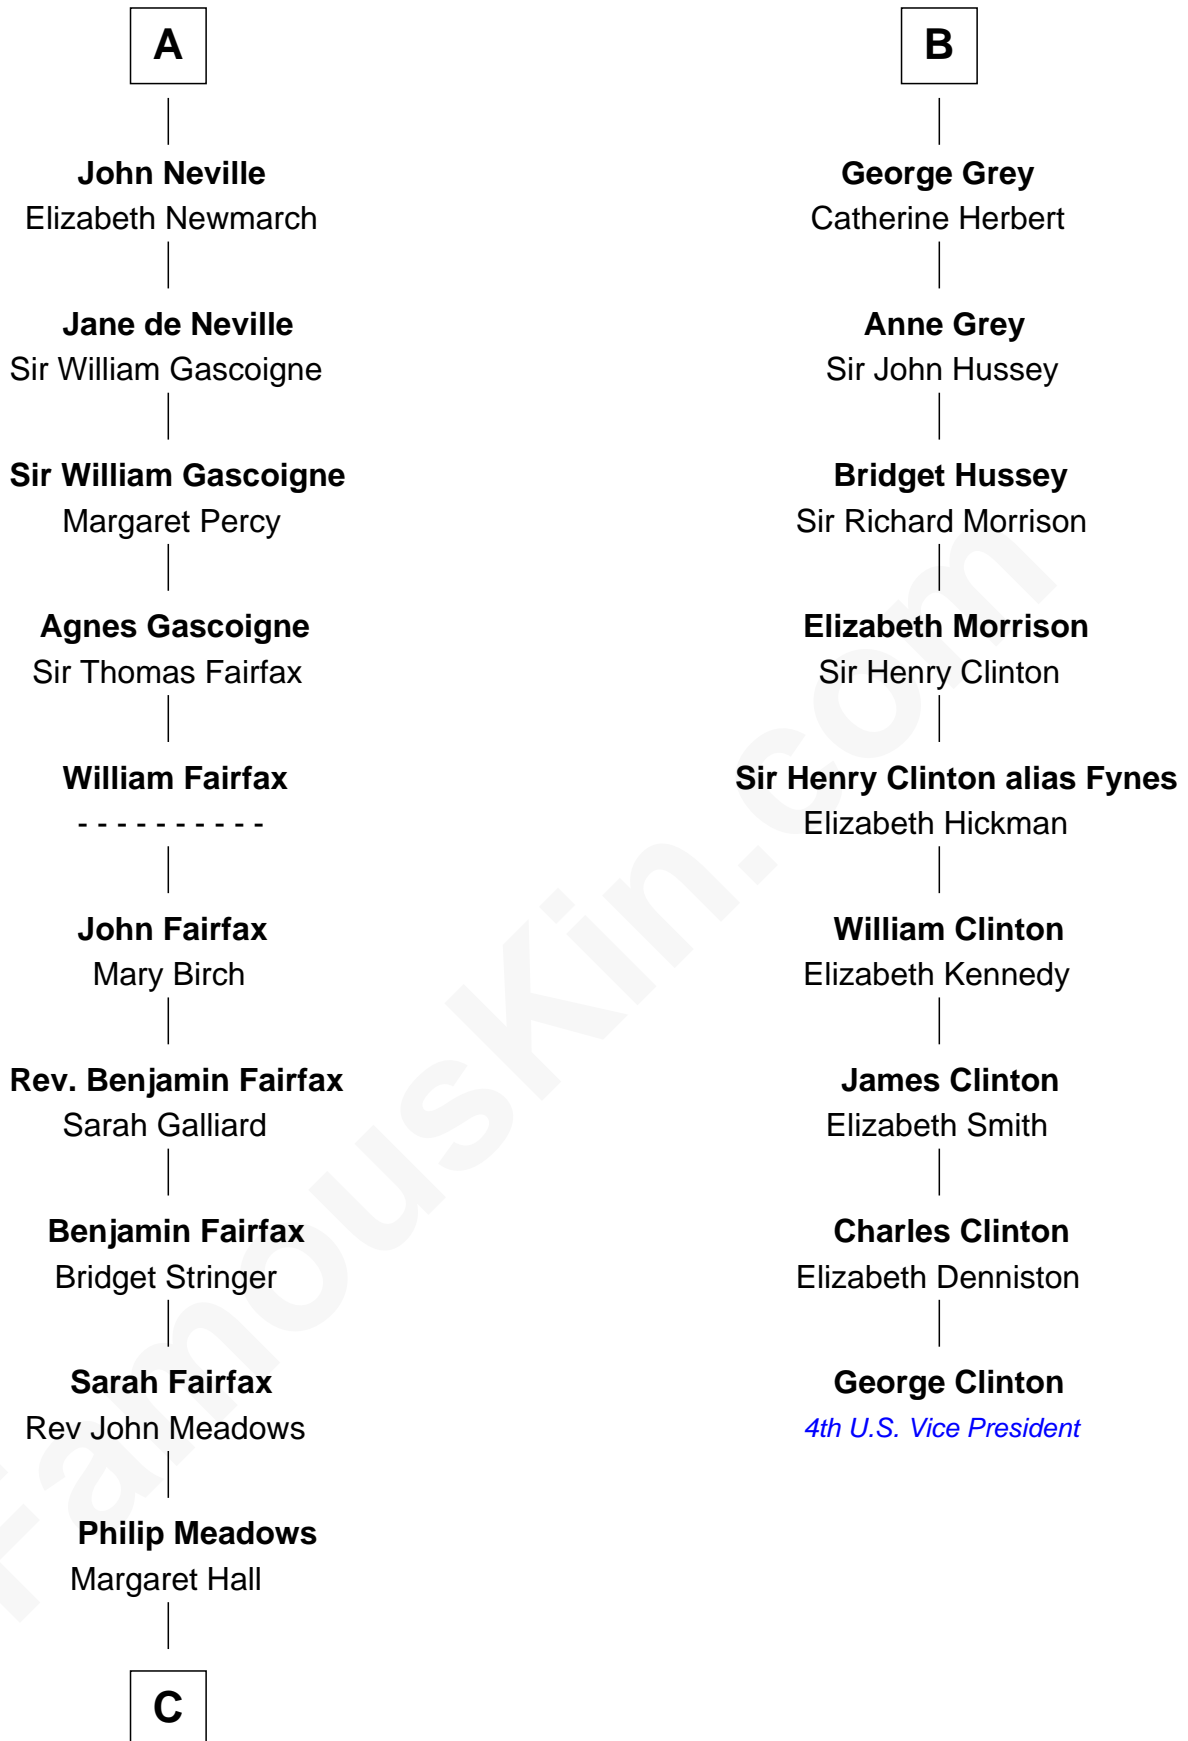 A
John Neville
Elizabeth Newmarch
Jane de Neville
Sir William Gascoigne
Sir William Gascoigne
Margaret Percy
Agnes Gascoigne
Sir Thomas Fairfax
William Fairfax
- - - - - - - - - -
John Fairfax
Mary Birch
Rev. Benjamin Fairfax
Sarah Galliard
Benjamin Fairfax
Bridget Stringer
Sarah Fairfax
Rev John Meadows
Philip Meadows
Margaret Hall
C
B
George Grey
Catherine Herbert
Anne Grey
Sir John Hussey
Bridget Hussey
Sir Richard Morrison
Elizabeth Morrison
Sir Henry Clinton
Sir Henry Clinton alias Fynes
Elizabeth Hickman
William Clinton
Elizabeth Kennedy
James Clinton
Elizabeth Smith
Charles Clinton
Elizabeth Denniston
George Clinton
4th U.S. Vice President
FamousKin.com